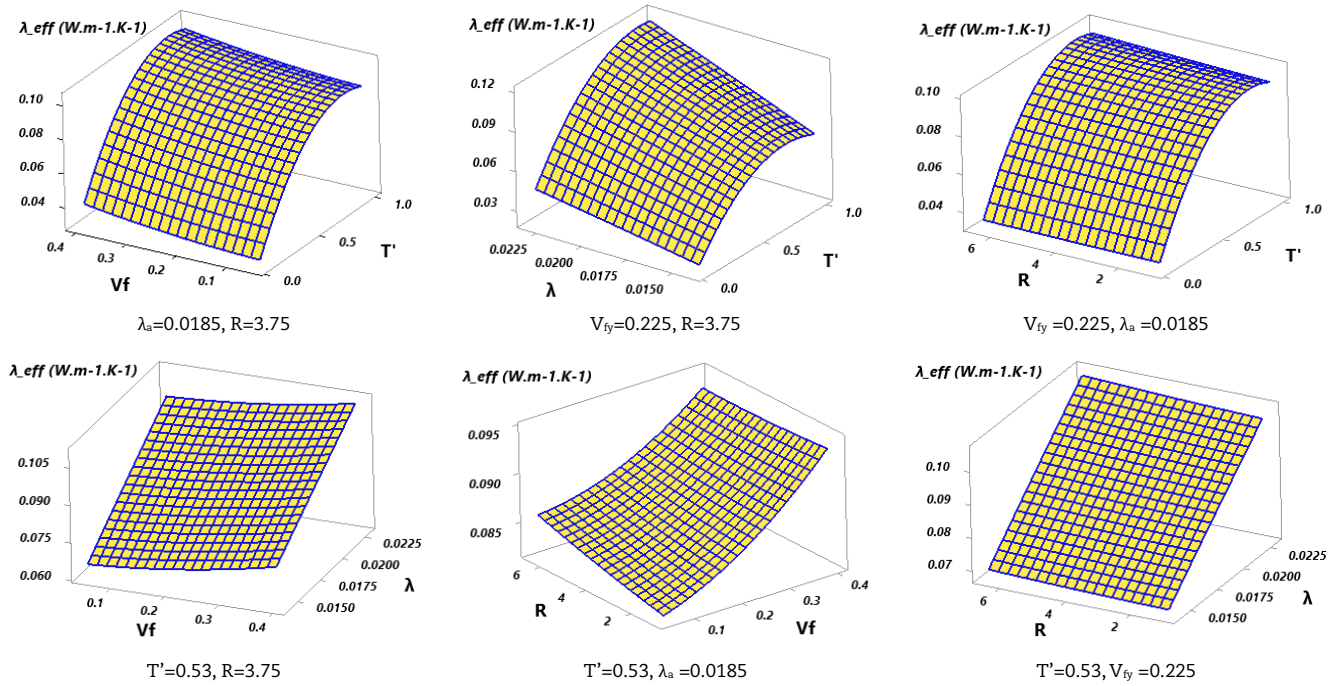 λ_eff (W.m-1.K-1)
0.10
0.08
0.06
0.04
0.4
0.3
0.2
0.1
Vf
0.0
0.5
1.0
T'
λₐ=0.0185, R=3.75
λ_eff (W.m-1.K-1)
0.12
0.09
0.06
0.03
0.0225
0.0200
0.0175
0.0150
λ
0.0
0.5
1.0
T'
V_fy=0.225, R=3.75
λ_eff (W.m-1.K-1)
0.10
0.08
0.06
0.04
6
4
2
R
0.0
0.5
1.0
T'
V_fy =0.225, λₐ =0.0185
λ_eff (W.m-1.K-1)
0.105
0.090
0.075
0.060
0.1
0.2
0.3
0.4
Vf
0.0150
0.0175
0.0200
0.0225
λ
T’=0.53, R=3.75
λ_eff (W.m-1.K-1)
0.095
0.090
0.085
6
4
2
R
0.1
0.2
0.3
0.4
Vf
T’=0.53, λₐ =0.0185
λ_eff (W.m-1.K-1)
0.10
0.09
0.08
0.07
6
4
2
R
0.0150
0.0175
0.0200
0.0225
λ
T’=0.53, V_fy =0.225